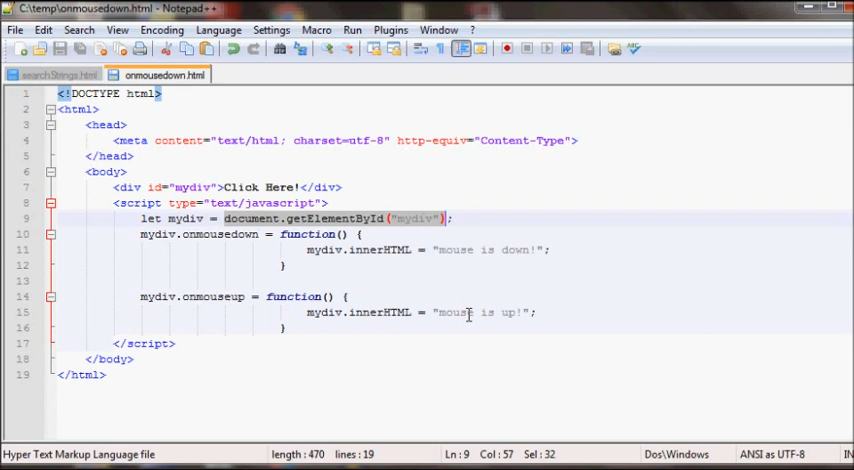 C:\temp\onmousedown.html - Notepad++
File Edit Search View Encoding Language Settings Macro Run Plugins Window ?
searchStrings.html onmousedown.html
1 <!DOCTYPE html>
2 <html>
3 <head>
4 <meta content="text/html; charset=utf-8" http-equiv="Content-Type">
5 </head>
6 <body>
7 <div id="mydiv">Click Here!</div>
8 <script type="text/javascript">
9 let mydiv = document.getElementById("mydiv");
10 mydiv.onmousedown = function() {
11 mydiv.innerHTML = "mouse is down!";
12 }
13
14 mydiv.onmouseup = function() {
15 mydiv.innerHTML = "mouse is up!";
16 }
17 </script>
18 </body>
19 </html>
Hyper Text Markup Language file length : 470 lines : 19 Ln : 9 Col : 57 Sel : 32 Dos\Windows ANSI as UTF-8 IN